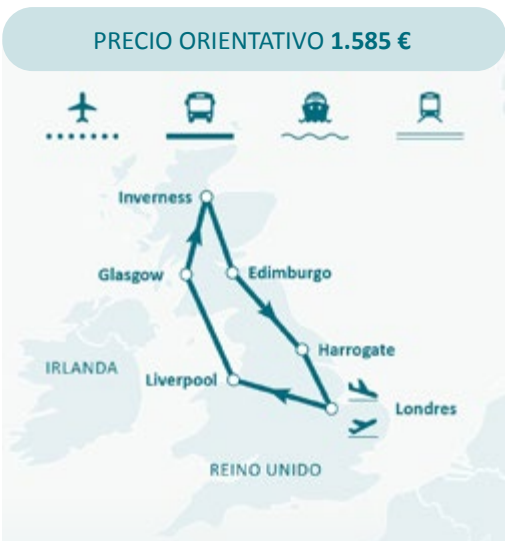 PRECIO ORIENTATIVO 1.585 €
Inverness
Glasgow
Edimburgo
Harrogate
IRLANDA
Liverpool
Londres
REINO UNIDO